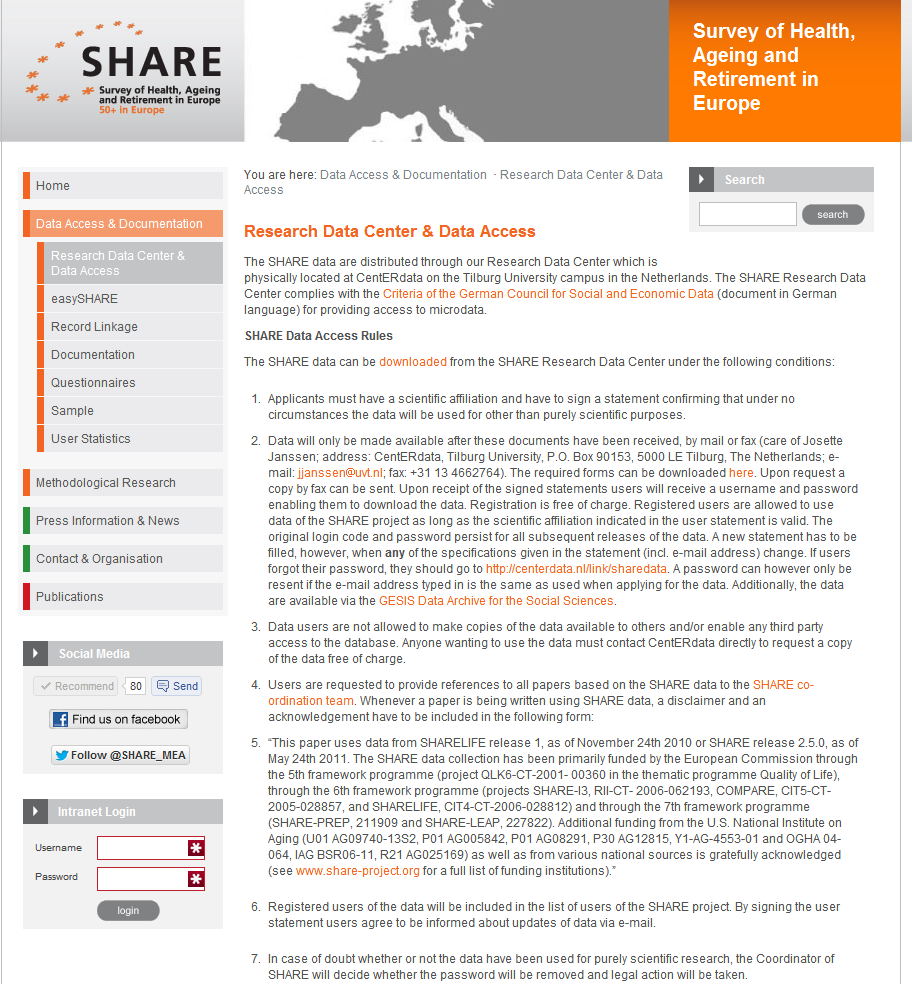 SHARE
Survey of Health, Ageing
and Retirement in Europe
50+ in Europe
Survey of Health,
Ageing and
Retirement in
Europe
Home
Data Access & Documentation
Research Data Center &
Data Access
easySHARE
Record Linkage
Documentation
Questionnaires
Sample
User Statistics
Methodological Research
Press Information & News
Contact & Organisation
Publications
Social Media
Recommend 80 Send
Find us on facebook
Follow @SHARE_MEA
Intranet Login
Username
Password
login
You are here: Data Access & Documentation · Research Data Center & Data
Access
Search
search
Research Data Center & Data Access
The SHARE data are distributed through our Research Data Center which is
physically located at CentERdata on the Tilburg University campus in the Netherlands. The SHARE Research Data
Center complies with the Criteria of the German Council for Social and Economic Data (document in German
language) for providing access to microdata.
SHARE Data Access Rules
The SHARE data can be downloaded from the SHARE Research Data Center under the following conditions:
1. Applicants must have a scientific affiliation and have to sign a statement confirming that under no
circumstances the data will be used for other than purely scientific purposes.
2. Data will only be made available after these documents have been received, by mail or fax (care of Josette
Janssen; address: CentERdata, Tilburg University, P.O. Box 90153, 5000 LE Tilburg, The Netherlands; e-
mail: jjanssen@uvt.nl; fax: +31 13 4662764). The required forms can be downloaded here. Upon request a
copy by fax can be sent. Upon receipt of the signed statements users will receive a username and password
enabling them to download the data. Registration is free of charge. Registered users are allowed to use
data of the SHARE project as long as the scientific affiliation indicated in the user statement is valid. The
original login code and password persist for all subsequent releases of the data. A new statement has to be
filled, however, when any of the specifications given in the statement (incl. e-mail address) change. If users
forgot their password, they should go to http://centerdata.nl/link/sharedata. A password can however only be
resent if the e-mail address typed in is the same as used when applying for the data. Additionally, the data
are available via the GESIS Data Archive for the Social Sciences.
3. Data users are not allowed to make copies of the data available to others and/or enable any third party
access to the database. Anyone wanting to use the data must contact CentERdata directly to request a copy
of the data free of charge.
4. Users are requested to provide references to all papers based on the SHARE data to the SHARE co-
ordination team. Whenever a paper is being written using SHARE data, a disclaimer and an
acknowledgement have to be included in the following form:
5. “This paper uses data from SHARELIFE release 1, as of November 24th 2010 or SHARE release 2.5.0, as of
May 24th 2011. The SHARE data collection has been primarily funded by the European Commission through
the 5th framework programme (project QLK6-CT-2001- 00360 in the thematic programme Quality of Life),
through the 6th framework programme (projects SHARE-I3, RII-CT- 2006-062193, COMPARE, CIT5-CT-
2005-028857, and SHARELIFE, CIT4-CT-2006-028812) and through the 7th framework programme
(SHARE-PREP, 211909 and SHARE-LEAP, 227822). Additional funding from the U.S. National Institute on
Aging (U01 AG09740-13S2, P01 AG005842, P01 AG08291, P30 AG12815, Y1-AG-4553-01 and OGHA 04-
064, IAG BSR06-11, R21 AG025169) as well as from various national sources is gratefully acknowledged
(see www.share-project.org for a full list of funding institutions).”
6. Registered users of the data will be included in the list of users of the SHARE project. By signing the user
statement users agree to be informed about updates of data via e-mail.
7. In case of doubt whether or not the data have been used for purely scientific research, the Coordinator of
SHARE will decide whether the password will be removed and legal action will be taken.